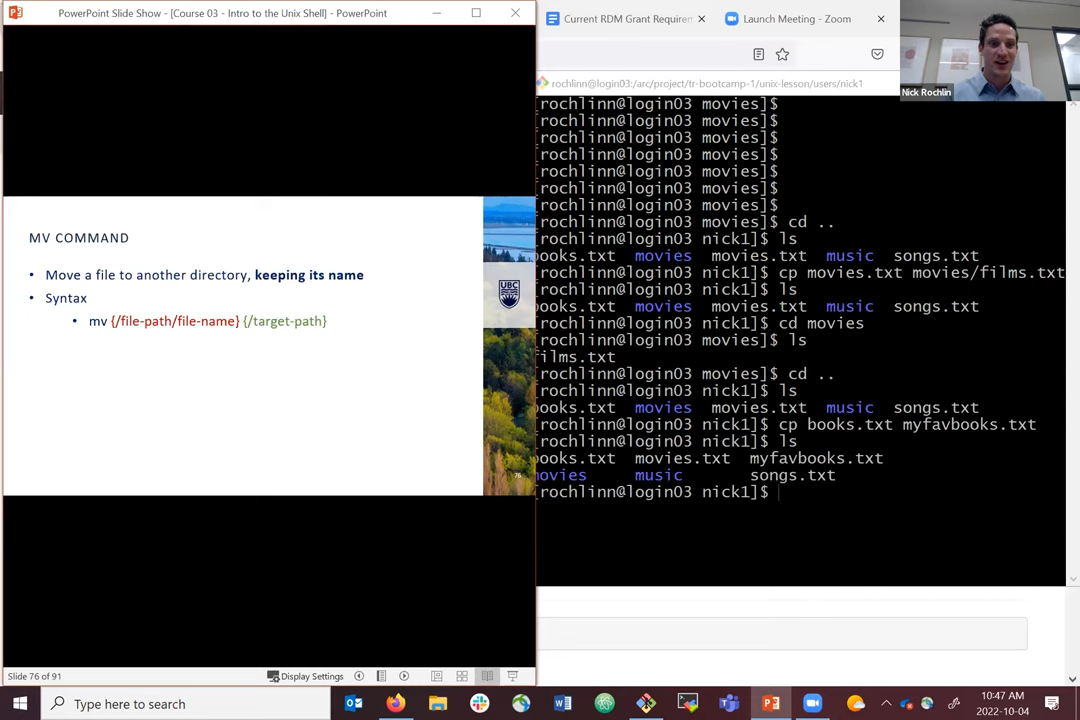 PowerPoint Slide Show - [Course 03 - Intro to the Unix Shell] - PowerPoint
MV COMMAND
• Move a file to another directory, keeping its name
• Syntax
• mv {/file-path/file-name} {/target-path}
UBC
76
Slide 76 of 91
Display Settings
Current RDM Grant Requirem
Launch Meeting - Zoom
rochlinn@login03:/arc/project/tr-bootcamp-1/unix-lesson/users/nick1
Nick Rochlin
[rochlinn@login03 movies]$
[rochlinn@login03 movies]$
[rochlinn@login03 movies]$
[rochlinn@login03 movies]$
[rochlinn@login03 movies]$
[rochlinn@login03 movies]$
[rochlinn@login03 movies]$
[rochlinn@login03 movies]$ cd ..
[rochlinn@login03 nick1]$ ls
ooks.txt movies movies.txt music songs.txt
[rochlinn@login03 nick1]$ cp movies.txt movies/films.txt
[rochlinn@login03 nick1]$ ls
ooks.txt movies movies.txt music songs.txt
[rochlinn@login03 nick1]$ cd movies
[rochlinn@login03 movies]$ ls
films.txt
[rochlinn@login03 movies]$ cd ..
[rochlinn@login03 nick1]$ ls
ooks.txt movies movies.txt music songs.txt
[rochlinn@login03 nick1]$ cp books.txt myfavbooks.txt
[rochlinn@login03 nick1]$ ls
ooks.txt movies.txt myfavbooks.txt
movies music songs.txt
[rochlinn@login03 nick1]$
Type here to search
10:47 AM
2022-10-04